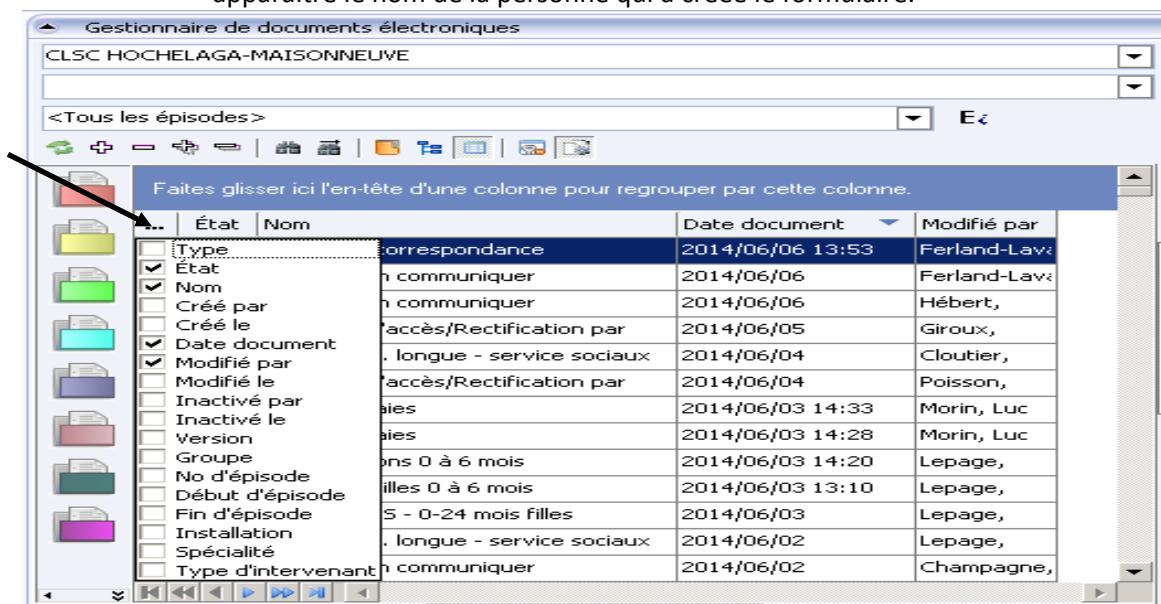 apparaître le nom de la personne qui a créée le formulaire.
Gestionnaire de documents électroniques
CLSC HOCHELAGA-MAISONNEUVE
<Tous les épisodes>
Faites glisser ici l'en-tête d'une colonne pour regrouper par cette colonne.
... État Nom Date document Modifié par
Type orrespondance 2014/06/06 13:53 Ferland-Lava
État communiquer 2014/06/06 Ferland-Lava
Nom
Créé par communiquer 2014/06/06 Hébert,
Créé le 'accès/Rectification par 2014/06/05 Giroux,
Date document
Modifié par . longue - service sociaux 2014/06/04 Cloutier,
Modifié le 'accès/Rectification par 2014/06/04 Poisson,
Inactivé par aies 2014/06/03 14:33 Morin, Luc
Inactivé le
Version aies 2014/06/03 14:28 Morin, Luc
Groupe ons 0 à 6 mois 2014/06/03 14:20 Lepage,
No d'épisode
Début d'épisode illes 0 à 6 mois 2014/06/03 13:10 Lepage,
Fin d'épisode S - 0-24 mois filles 2014/06/03 Lepage,
Installation . longue - service sociaux 2014/06/02 Lepage,
Spécialité
Type d'intervenant communiquer 2014/06/02 Champagne,